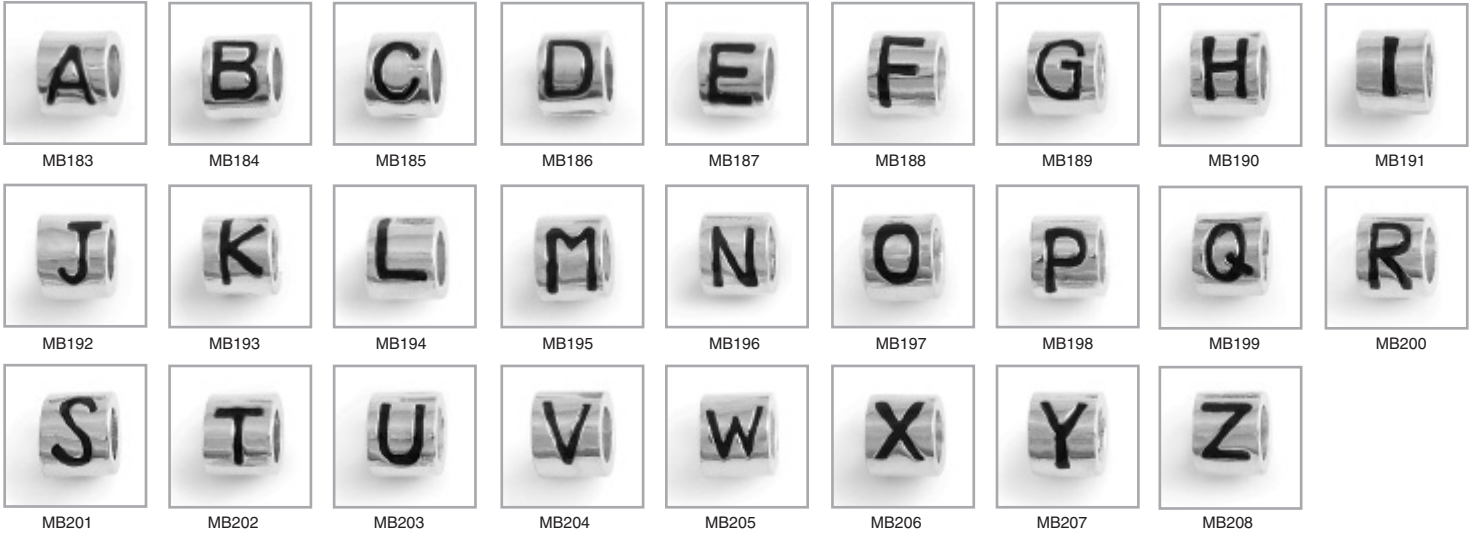 A B C D E F G H I
MB183 MB184 MB185 MB186 MB187 MB188 MB189 MB190 MB191
J K L M N O P Q R
MB192 MB193 MB194 MB195 MB196 MB197 MB198 MB199 MB200
S T U V W X Y Z
MB201 MB202 MB203 MB204 MB205 MB206 MB207 MB208